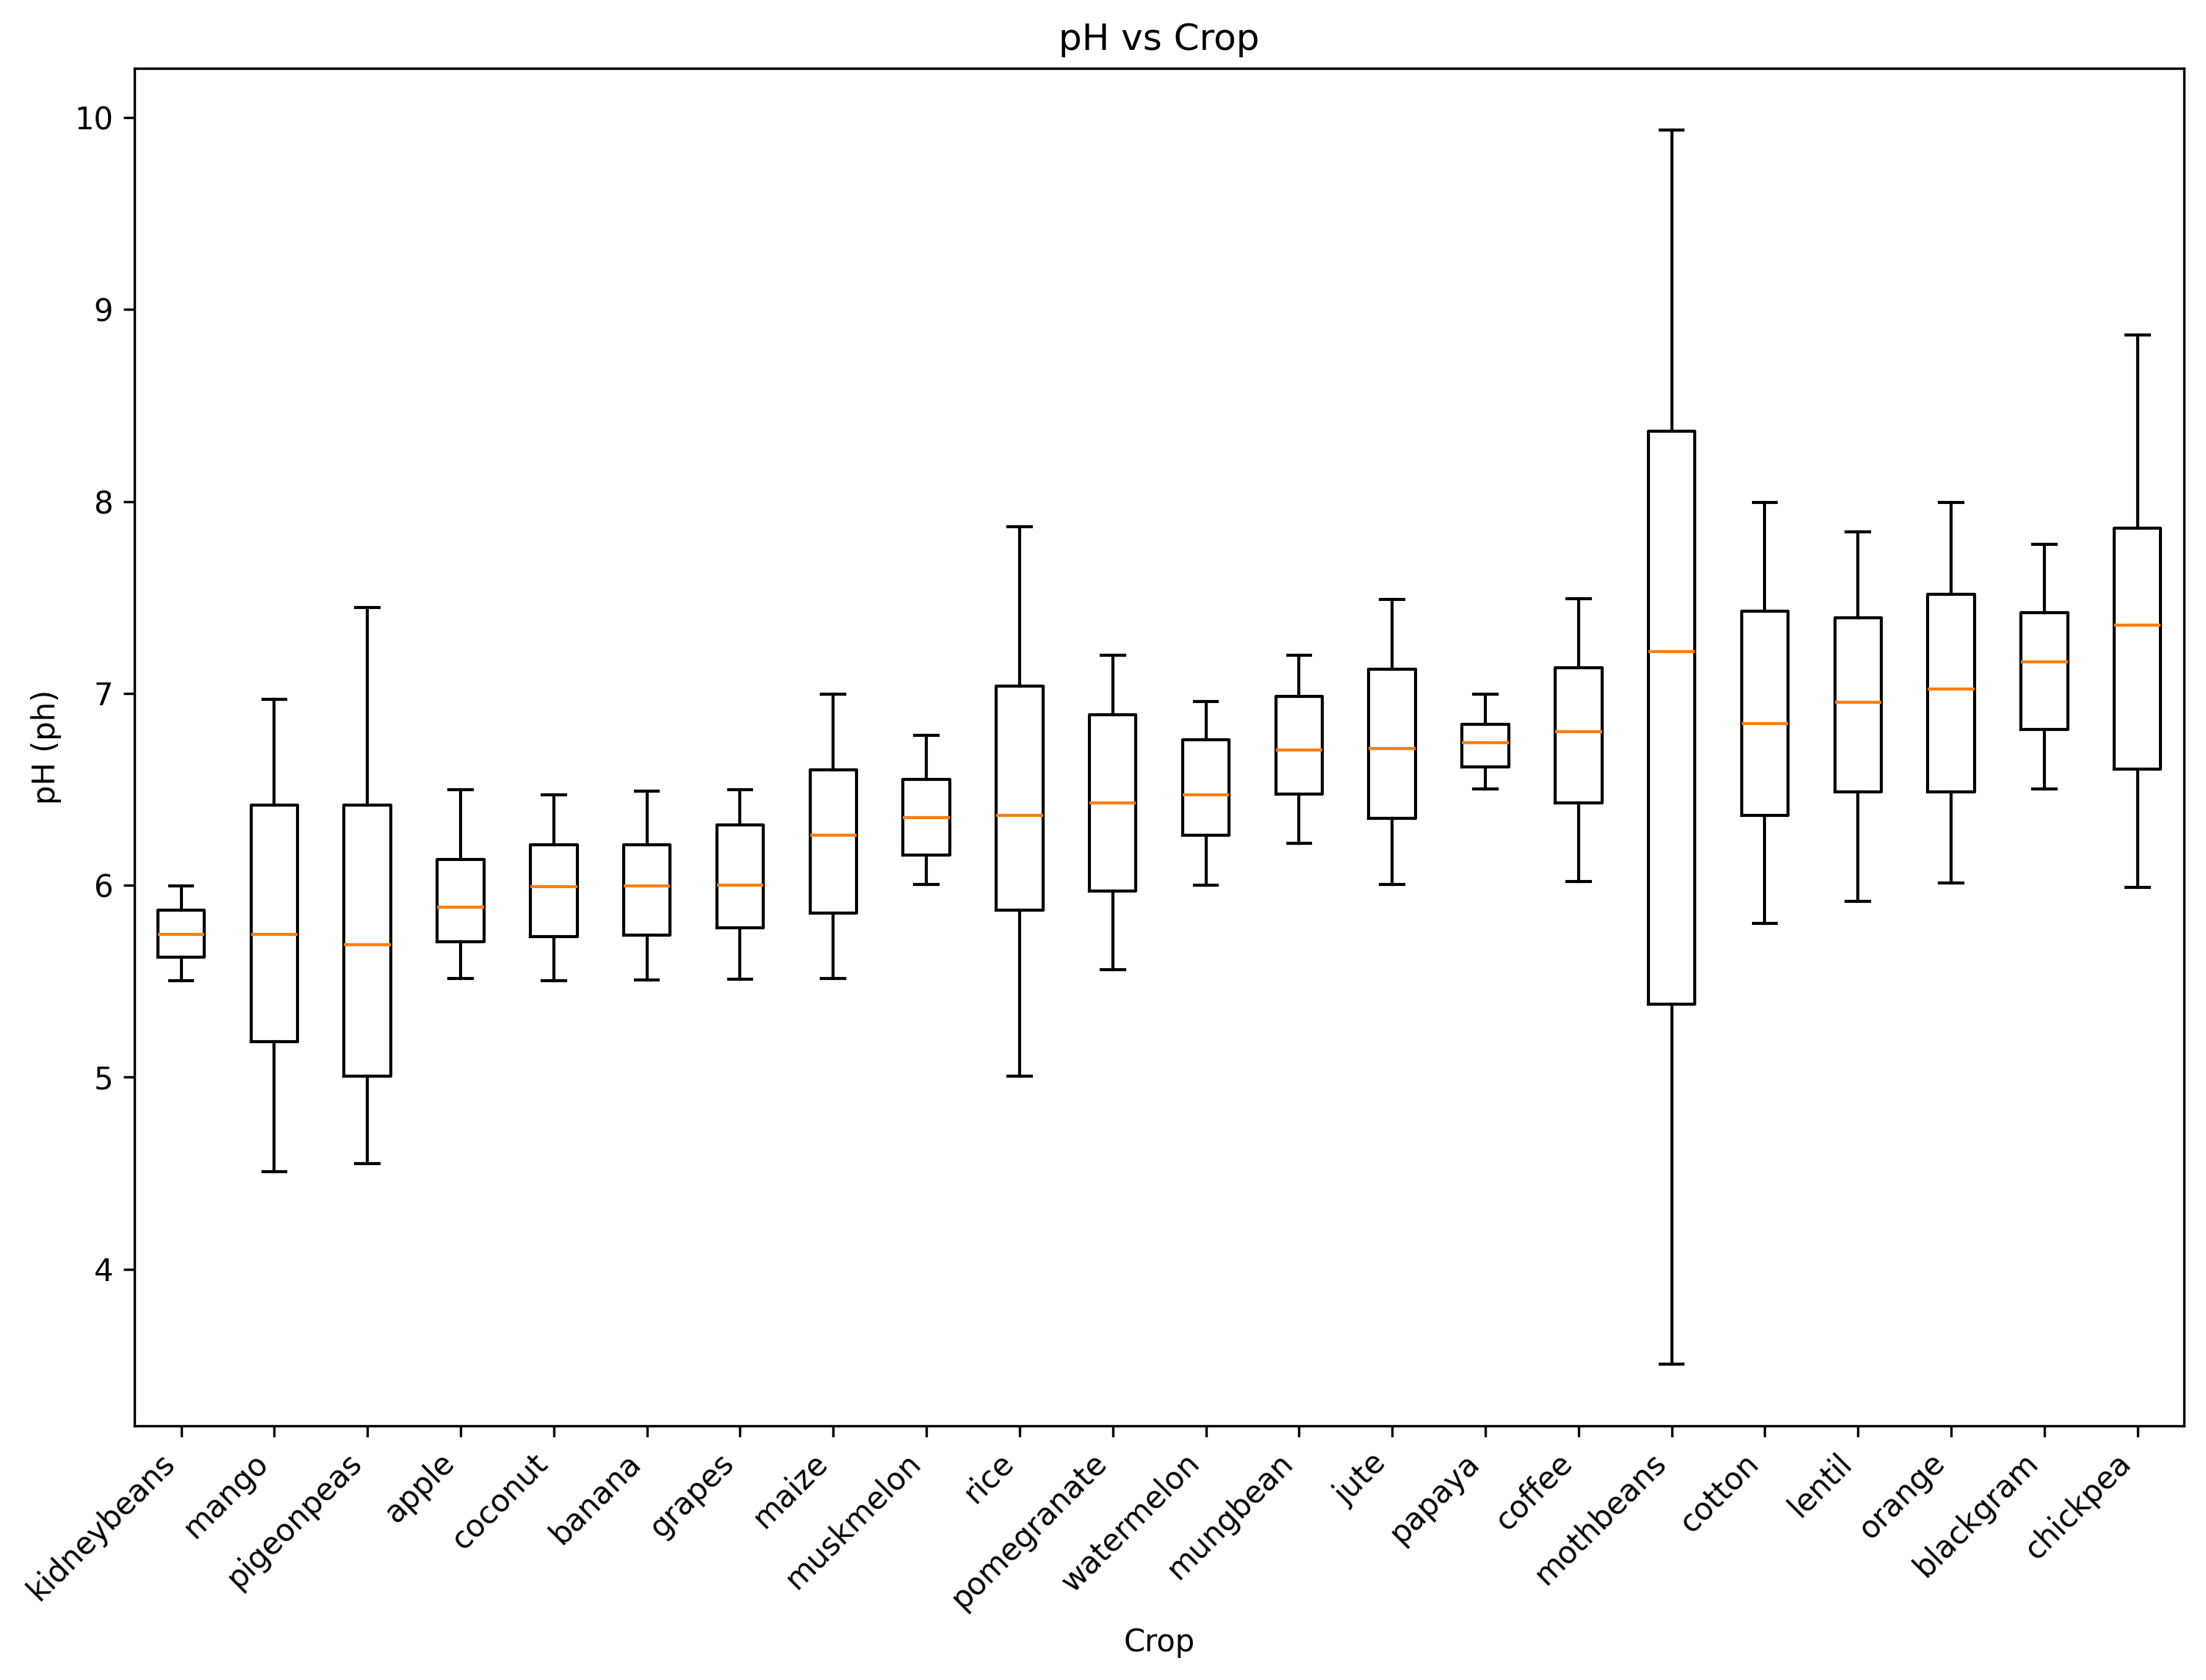 pH vs Crop
pH (ph)
10
9
8
7
6
5
4
kidneybeans
mango
pigeonpeas
apple
coconut
banana
grapes
maize
muskmelon
rice
pomegranate
watermelon
mungbean
jute
papaya
coffee
mothbeans
cotton
lentil
orange
blackgram
chickpea
Crop